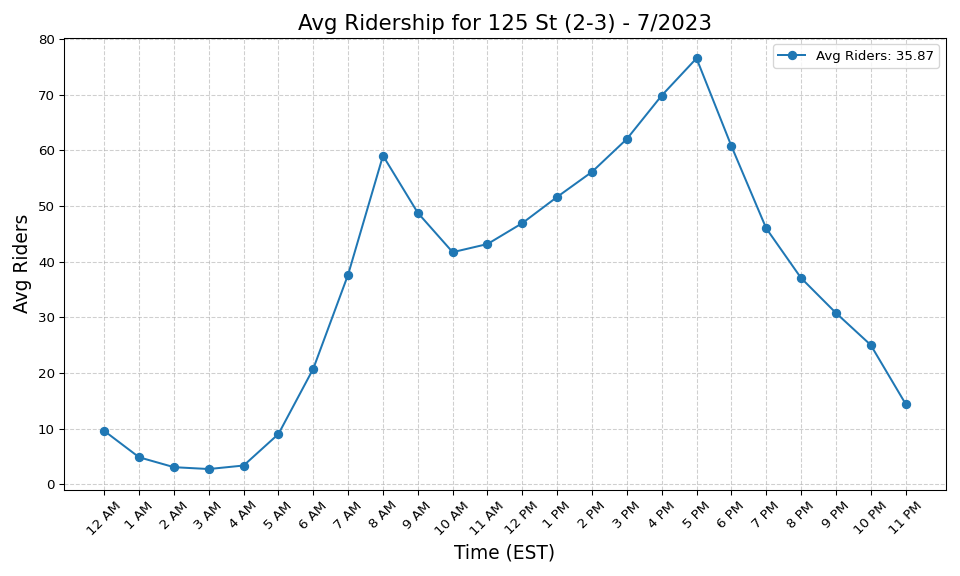 Avg Ridership for 125 St (2-3) - 7/2023
Avg Riders: 35.87
Avg Riders
80
70
60
50
40
30
20
10
0
12 AM
1 AM
2 AM
3 AM
4 AM
5 AM
6 AM
7 AM
8 AM
9 AM
10 AM
11 AM
12 PM
1 PM
2 PM
3 PM
4 PM
5 PM
6 PM
7 PM
8 PM
9 PM
10 PM
11 PM
Time (EST)